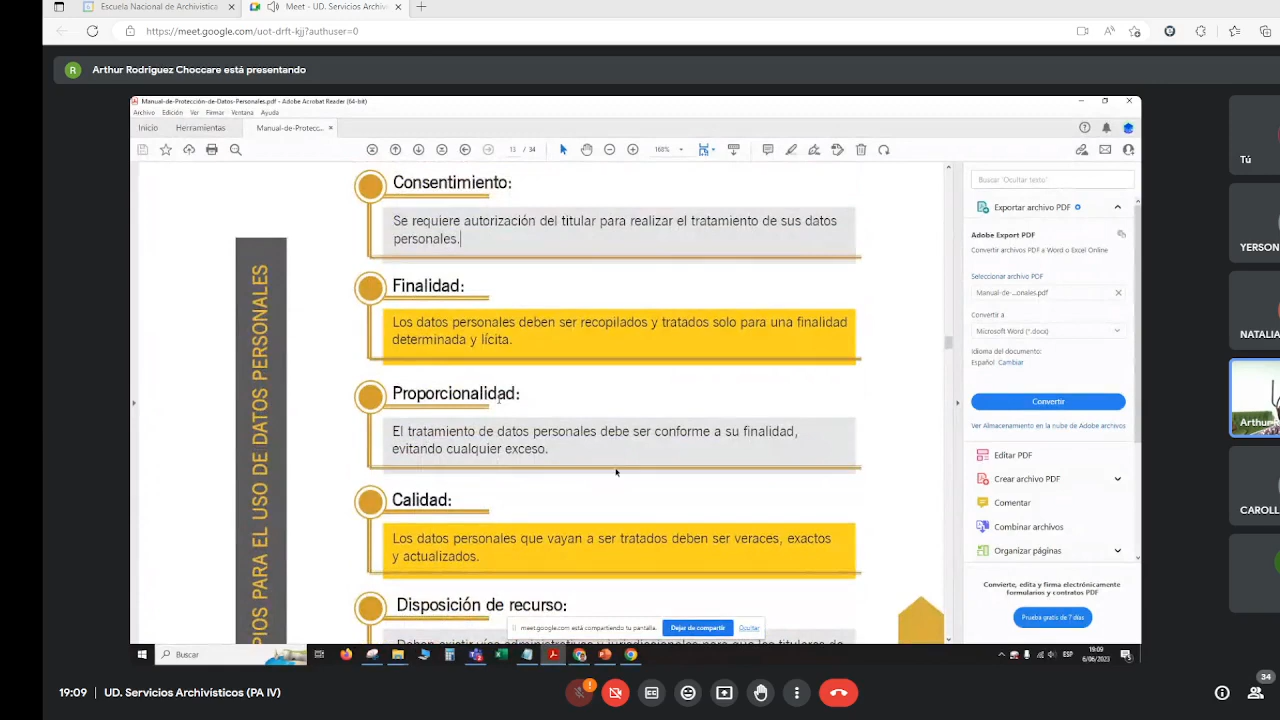 Escuela Nacional de Archivística
Meet - UD. Servicios Archiví
https://meet.google.com/uot-drft-kjj?authuser=0
R
Arthur Rodriguez Choccare está presentando
Manual-de-Protección-de-Datos-Personales.pdf - Adobe Acrobat Reader (64-bit)
Archivo Edición Ver Firmar Ventana Ayuda
Inicio Herramientas Manual-de-Protecc...
13 / 34 160%
PIOS PARA EL USO DE DATOS PERSONALES
Consentimiento:
Se requiere autorización del titular para realizar el tratamiento de sus datos
personales.
Finalidad:
Los datos personales deben ser recopilados y tratados solo para una finalidad
determinada y lícita.
Proporcionalidad:
El tratamiento de datos personales debe ser conforme a su finalidad,
evitando cualquier exceso.
Calidad:
Los datos personales que vayan a ser tratados deben ser veraces, exactos
y actualizados.
Disposición de recurso:
meet.google.com está compartiendo tu pantalla. Dejar de compartir Ocultar
Buscar 'Ocultar texto'
Exportar archivo PDF
Adobe Export PDF
Convertir archivos PDF a Word o Excel Online
Seleccionar archivo PDF
Manual-de-...onales.pdf
Convertir a
Microsoft Word (*.docx)
Idioma del documento:
Español Cambiar
Convertir
Ver Almacenamiento en la nube de Adobe archivos
Editar PDF
Crear archivo PDF
Comentar
Combinar archivos
Organizar páginas
Convierte, edita y firma electrónicamente
formularios y contratos PDF
Prueba gratis de 7 días
Tú
YERSON
NATALIA
Arthur
CAROLL
Buscar
ESP
19:09
6/06/2023
19:09 | UD. Servicios Archivísticos (PA IV)
34